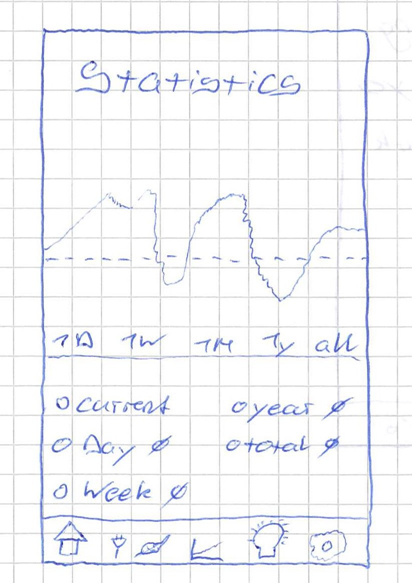 Statistics
1D 1W 1M 1y all
O current O year ø
O Day ø O total ø
O Week ø